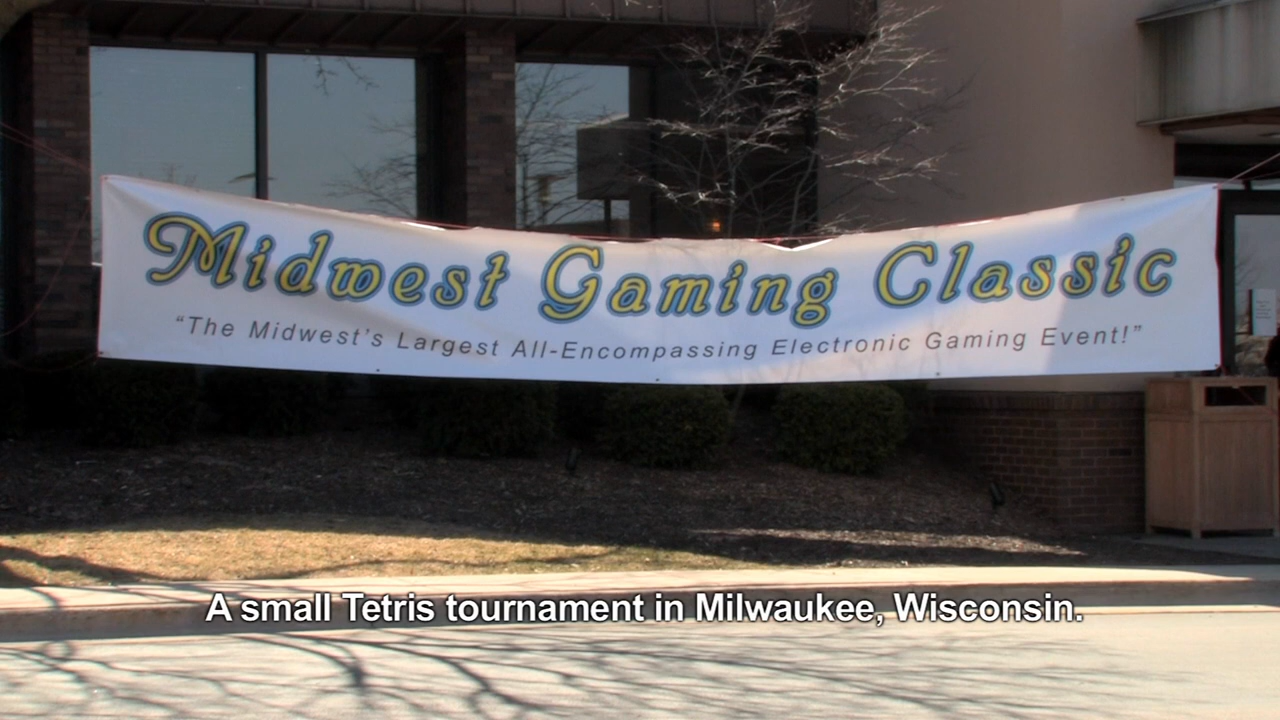 Midwest Gaming Classic
“The Midwest’s Largest All-Encompassing Electronic Gaming Event!”
A small Tetris tournament in Milwaukee, Wisconsin.